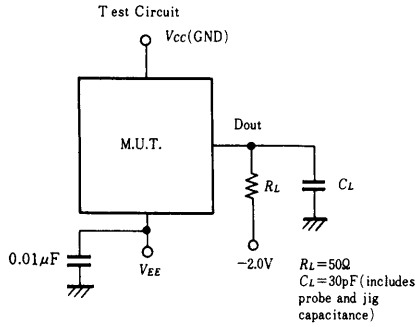 Test Circuit
Vcc(GND)
M.U.T.
Dout
RL
CL
0.01μF
VEE
−2.0V
RL=50Ω
CL=30pF(includes
probe and jig
capacitance)